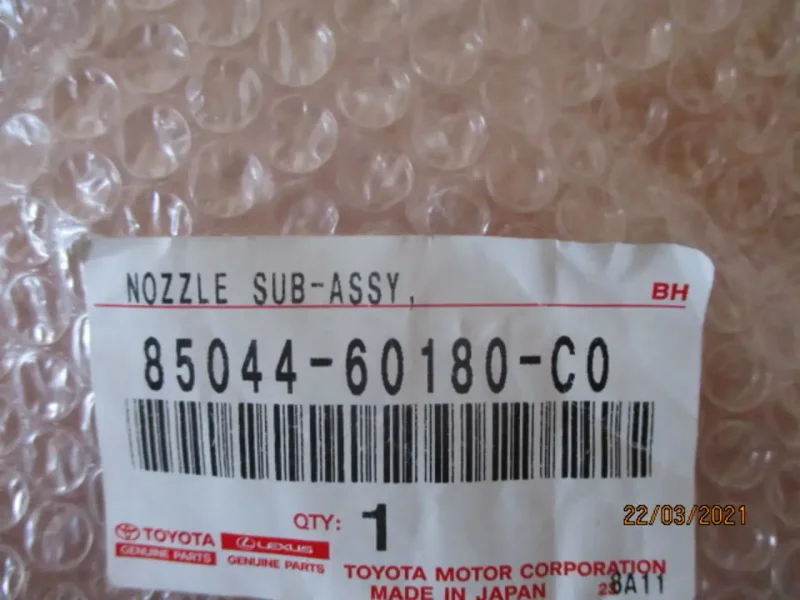 NOZZLE SUB-ASSY,
BH
85044-60180-C0
QTY: 1
22/03/2021
TOYOTA
GENUINE PARTS
LEXUS
GENUINE PARTS
TOYOTA MOTOR CORPORATION
MADE IN JAPAN
8A11